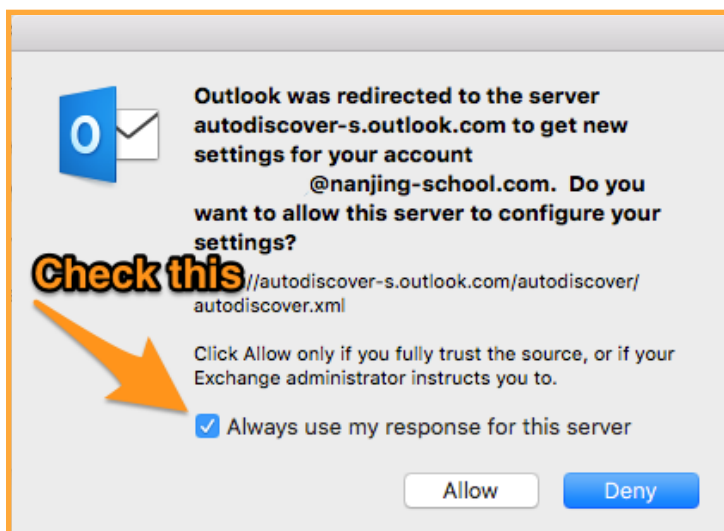 Outlook was redirected to the server
autodiscover-s.outlook.com to get new
settings for your account
@nanjing-school.com. Do you
want to allow this server to configure your
settings?
Check this
//autodiscover-s.outlook.com/autodiscover/
autodiscover.xml
Click Allow only if you fully trust the source, or if your
Exchange administrator instructs you to.
Always use my response for this server
Allow
Deny